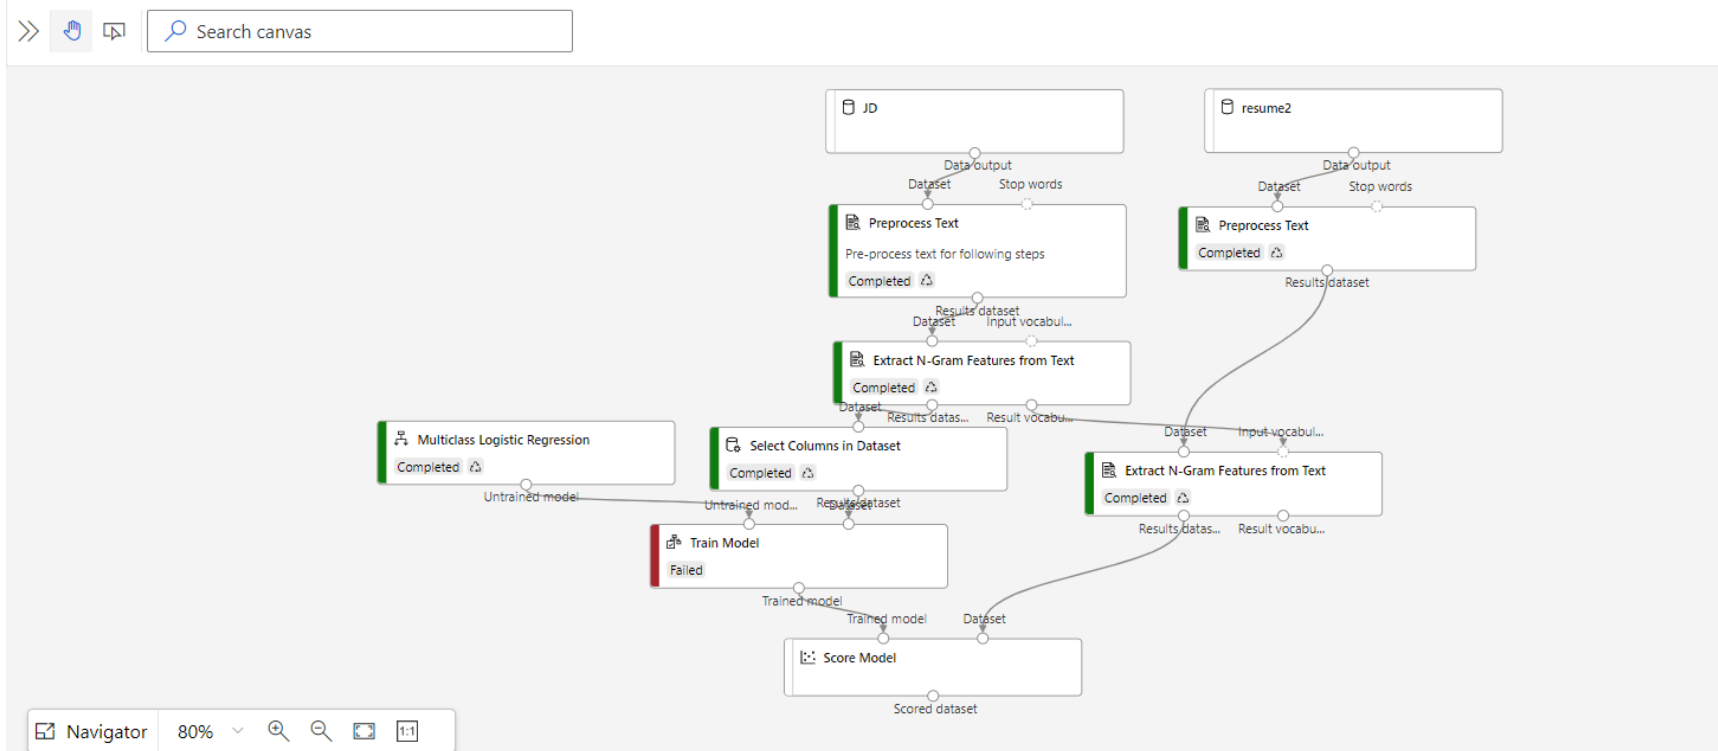 Search canvas
JD
resume2
Data output
Data output
Dataset
Stop words
Dataset
Stop words
Preprocess Text
Pre-process text for following steps
Completed
Preprocess Text
Completed
Results dataset
Results dataset
Dataset
Input vocabul...
Extract N-Gram Features from Text
Completed
Dataset
Results datas...
Result vocabu...
Multiclass Logistic Regression
Completed
Untrained model
Select Columns in Dataset
Completed
Results dataset
Dataset
Input vocabul...
Extract N-Gram Features from Text
Completed
Results datas...
Result vocabu...
Untrained mod...
Dataset
Train Model
Failed
Trained model
Trained model
Dataset
Score Model
Scored dataset
Navigator
80%
1:1